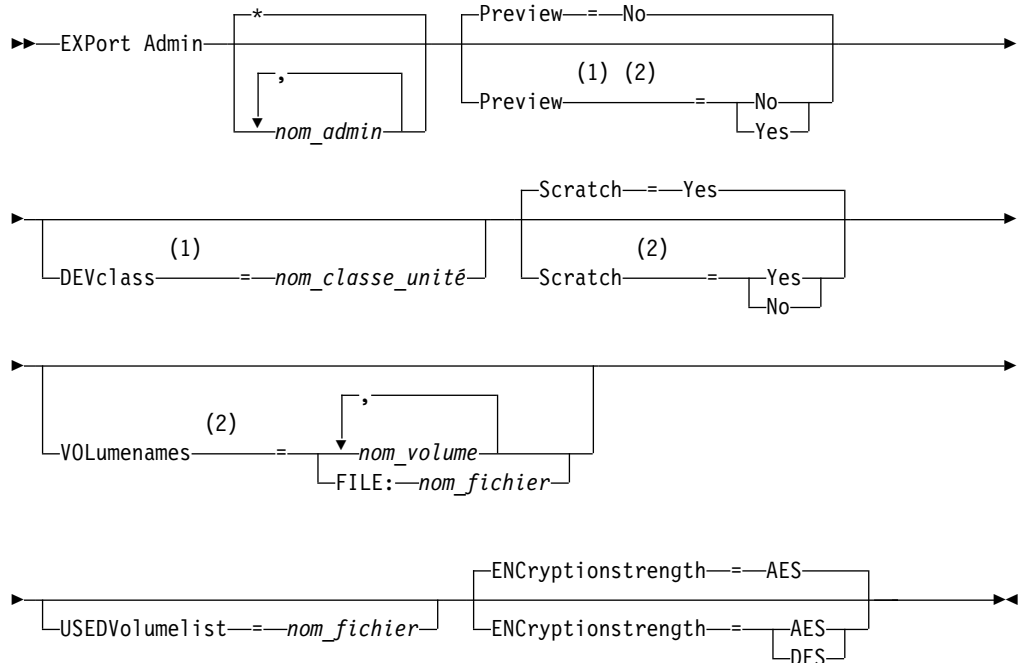 * Preview = No
EXPort Admin
, (1) (2)
Preview = No
nom_admin Yes
Scratch = Yes
(1) (2)
DEVclass = nom_classe_unité Scratch = Yes
No
,
(2)
VOLumenames = nom_volume
FILE: nom_fichier
ENCryptionstrength = AES
USEDVolumelist = nom_fichier ENCryptionstrength = AES
DES